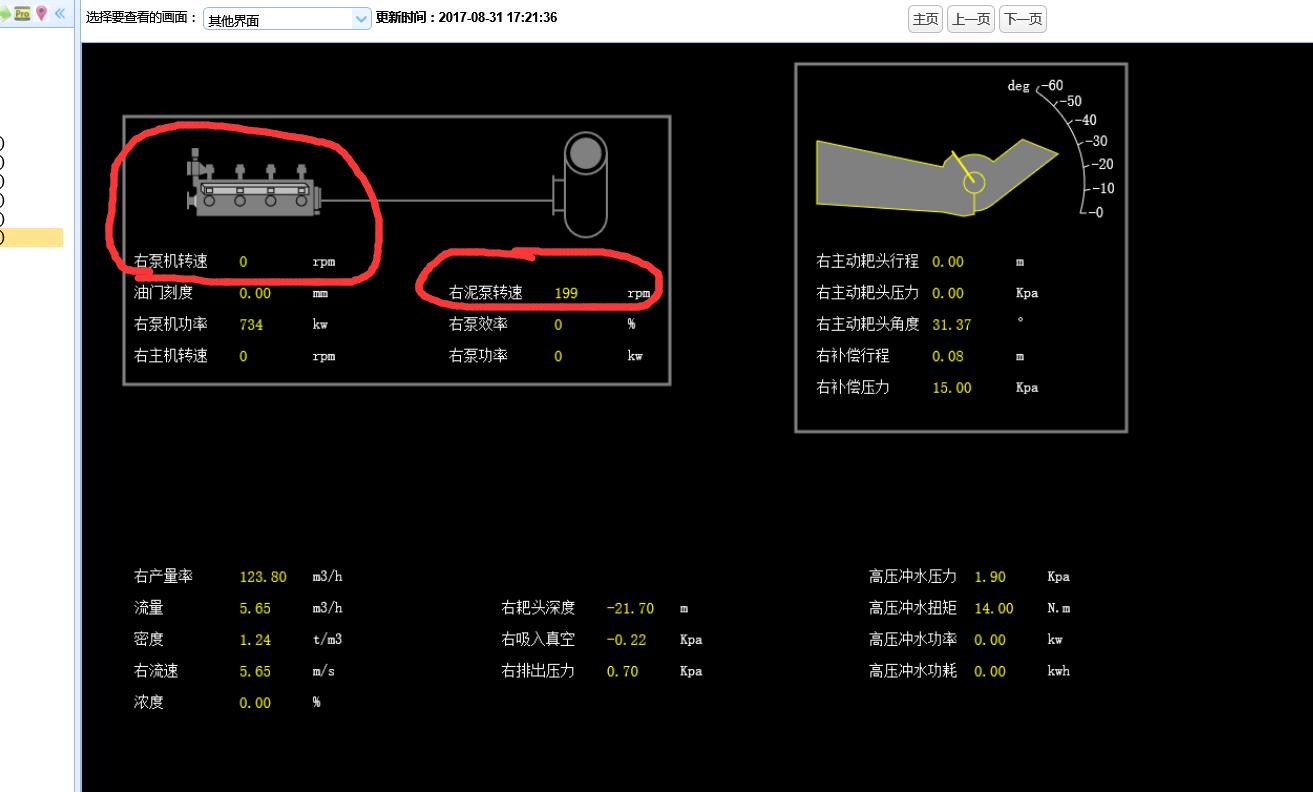 Pro
选择要查看的画面： 其他界面 更新时间：2017-08-31 17:21:36 主页 上一页 下一页
deg -60
-50
-40
-30
-20
-10
-0
右泵机转速 0 rpm
油门刻度 0.00 mm 右泥泵转速 199 rpm
右泵机功率 734 kw 右泵效率 0 %
右主机转速 0 rpm 右泵功率 0 kw
右主动耙头行程 0.00 m
右主动耙头压力 0.00 Kpa
右主动耙头角度 31.37 °
右补偿行程 0.08 m
右补偿压力 15.00 Kpa
右产量率 123.80 m3/h
流量 5.65 m3/h
密度 1.24 t/m3
右流速 5.65 m/s
浓度 0.00 %
右耙头深度 -21.70 m
右吸入真空 -0.22 Kpa
右排出压力 0.70 Kpa
高压冲水压力 1.90 Kpa
高压冲水扭矩 14.00 N.m
高压冲水功率 0.00 kw
高压冲水功耗 0.00 kwh